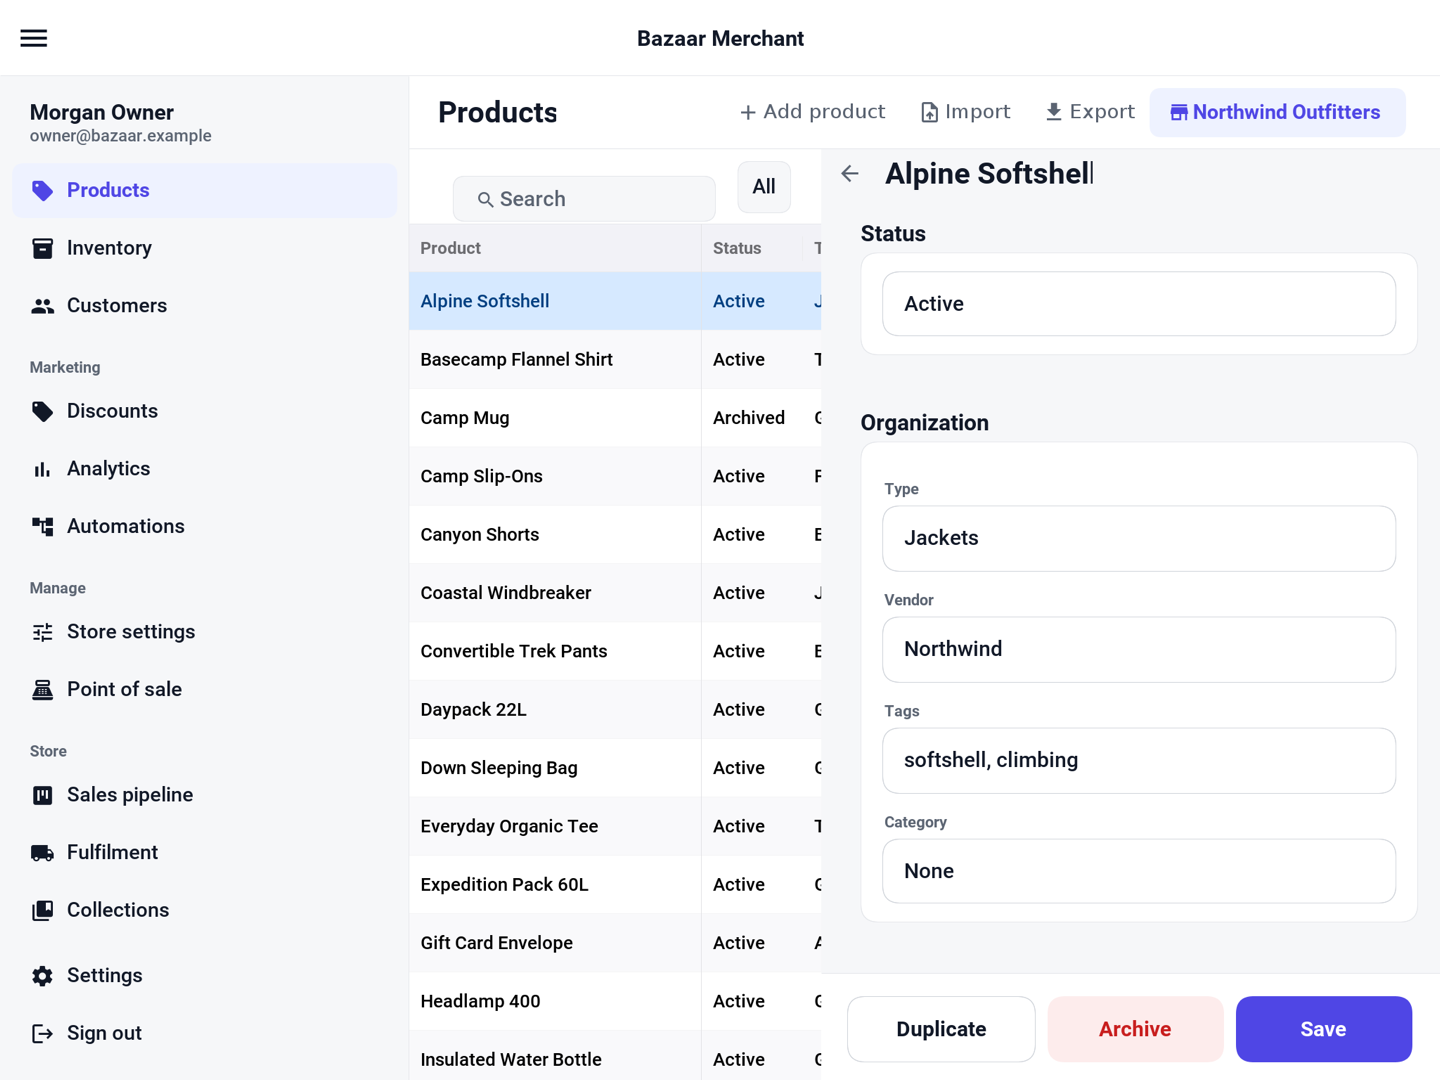 Bazaar Merchant
Morgan Owner
owner@bazaar.example
Products
Inventory
Customers
Marketing
Discounts
Analytics
Automations
Manage
Store settings
Point of sale
Store
Sales pipeline
Fulfilment
Collections
Settings
Sign out
Products
Add product
Import
Export
Northwind Outfitters
Search
All
Product Status
Alpine Softshell Active
Basecamp Flannel Shirt Active
Camp Mug Archived
Camp Slip-Ons Active
Canyon Shorts Active
Coastal Windbreaker Active
Convertible Trek Pants Active
Daypack 22L Active
Down Sleeping Bag Active
Everyday Organic Tee Active
Expedition Pack 60L Active
Gift Card Envelope Active
Headlamp 400 Active
Insulated Water Bottle Active
Alpine Softshell
Status
Active
Organization
Type
Jackets
Vendor
Northwind
Tags
softshell, climbing
Category
None
Duplicate
Archive
Save